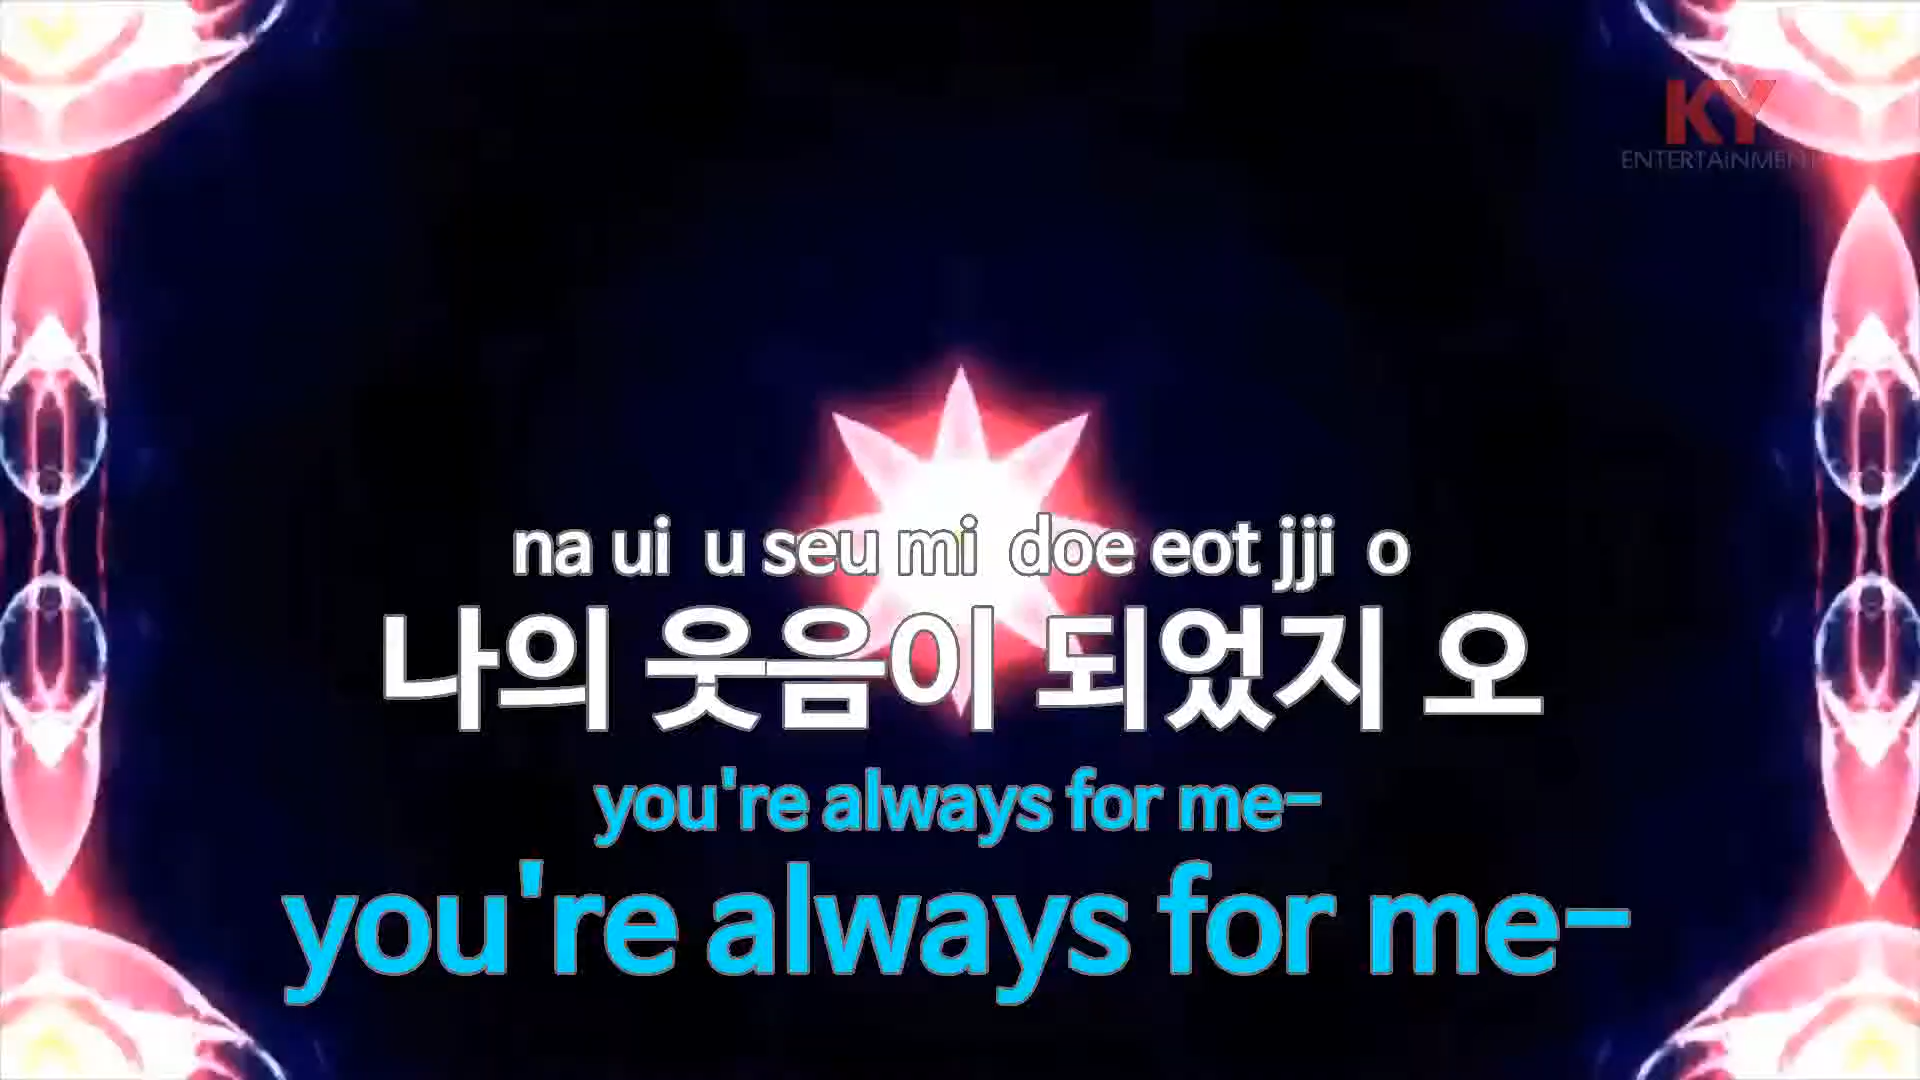 KY
ENTERTAiNMENT
na ui u seu mi doe eot jji o
나의 웃음이 되었지 오
you're always for me-
you're always for me-